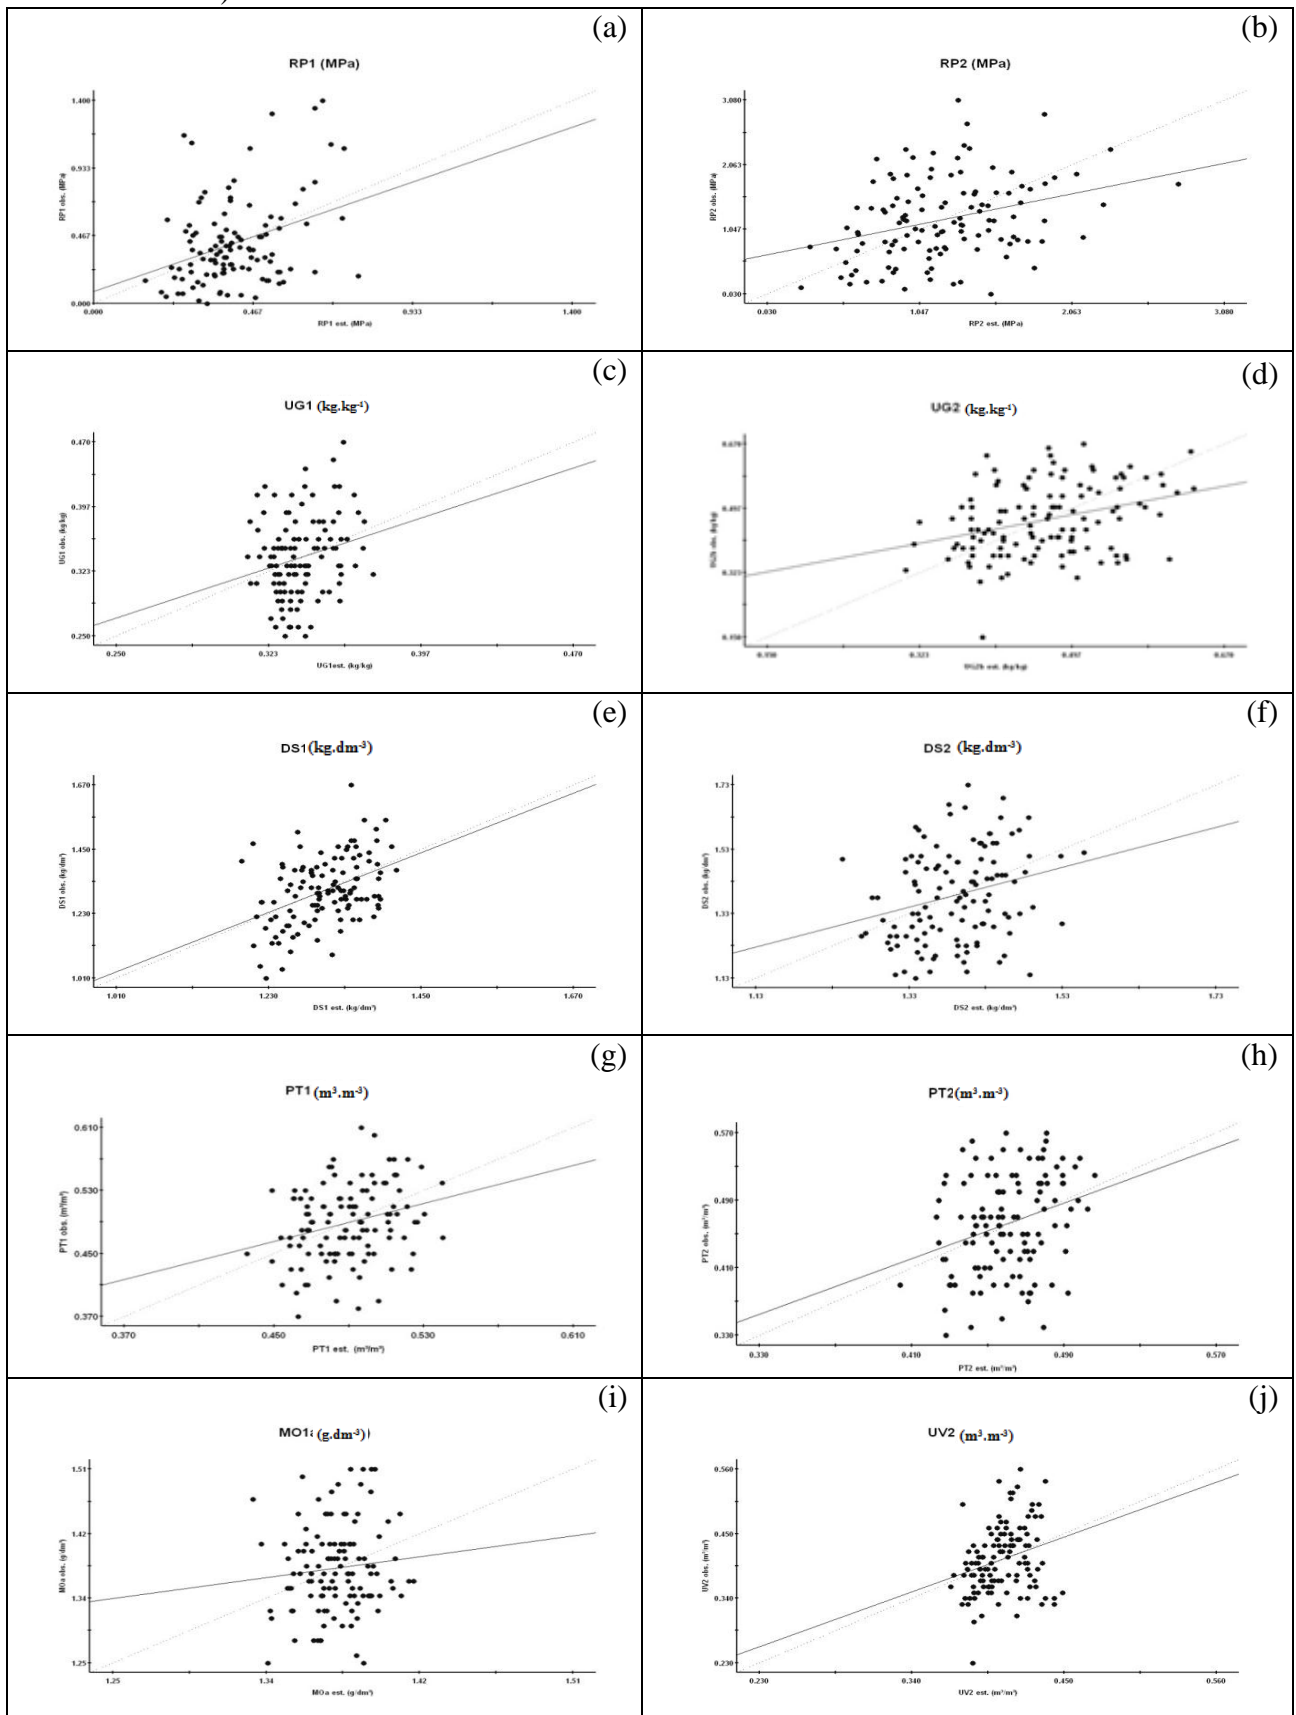 )
(a)
RP1 (MPa)
1.400
0.933
0.467
0.000
RP1 obs. (MPa)
0.000 0.467 0.933 1.400
RP1 est. (MPa)
(b)
RP2 (MPa)
3.080
2.063
1.047
0.030
RP2 obs. (MPa)
0.030 1.047 2.063 3.080
RP2 est. (MPa)
(c)
UG1 (kg.kg⁻¹)
0.470
0.397
0.323
0.250
UG1 obs. (kg/kg)
0.250 0.323 0.397 0.470
UG1est. (kg/kg)
(d)
UG2 (kg.kg⁻¹)
0.670
0.497
0.323
0.150
UG2b obs. (kg/kg)
0.150 0.323 0.497 0.670
UG2b est. (kg/kg)
(e)
DS1(kg.dm⁻³)
1.670
1.450
1.230
1.010
DS1 obs. (kg/dm³)
1.010 1.230 1.450 1.670
DS1 est. (kg/dm³)
(f)
DS2 (kg.dm⁻³)
1.73
1.53
1.33
1.13
DS2 obs. (kg/dm³)
1.13 1.33 1.53 1.73
DS2 est. (kg/dm³)
(g)
PT1 (m³.m⁻³)
0.610
0.530
0.450
0.370
PT1 obs. (m³/m³)
0.370 0.450 0.530 0.610
PT1 est. (m³/m³)
(h)
PT2(m³.m⁻³)
0.570
0.490
0.410
0.330
PT2 obs. (m³/m³)
0.330 0.410 0.490 0.570
PT2 est. (m³/m³)
(i)
MO1a (g.dm⁻³)
1.51
1.42
1.34
1.25
MOa obs. (g/dm³)
1.25 1.34 1.42 1.51
MOa est. (g/dm³)
(j)
UV2 (m³.m⁻³)
0.560
0.450
0.340
0.230
UV2 obs. (m³/m³)
0.230 0.340 0.450 0.560
UV2 est. (m³/m³)